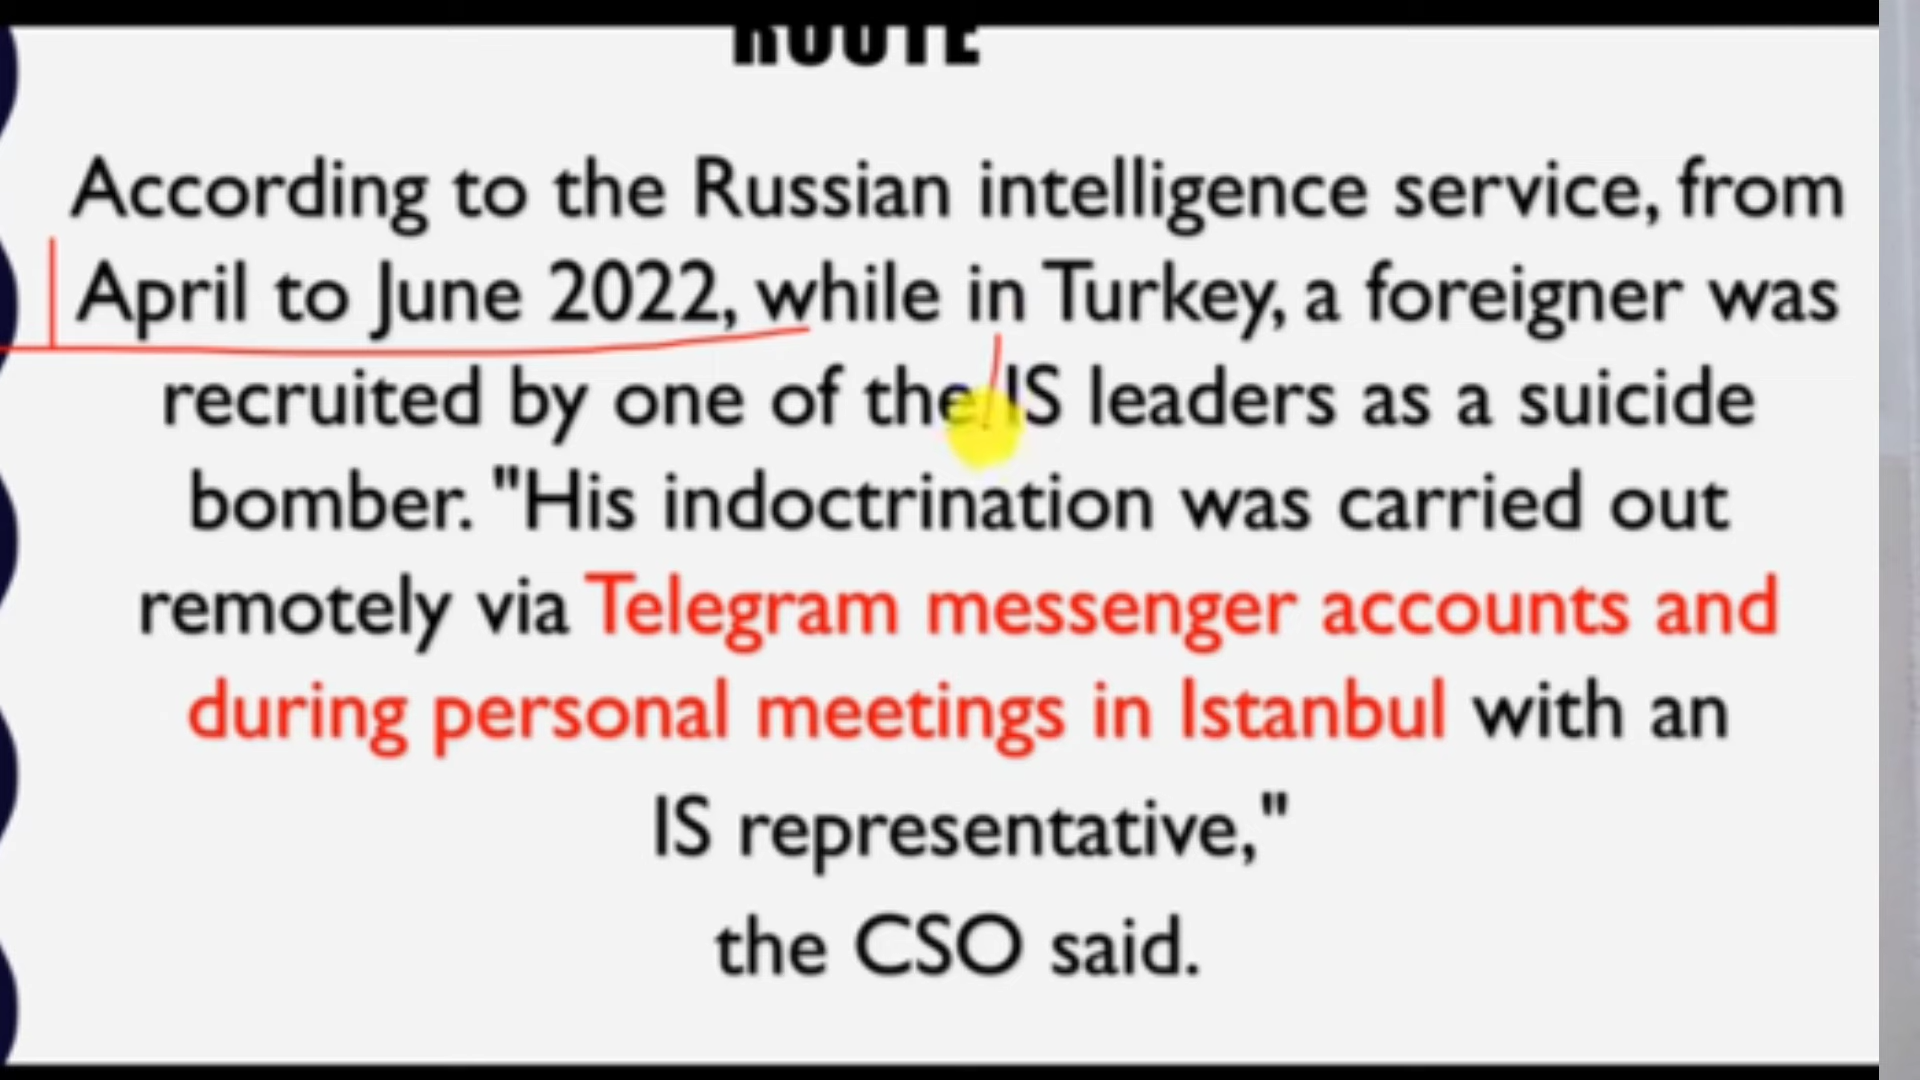 ROUTE
According to the Russian intelligence service, from
April to June 2022, while in Turkey, a foreigner was
recruited by one of the IS leaders as a suicide
bomber. "His indoctrination was carried out
remotely via Telegram messenger accounts and
during personal meetings in Istanbul with an
IS representative,"
the CSO said.